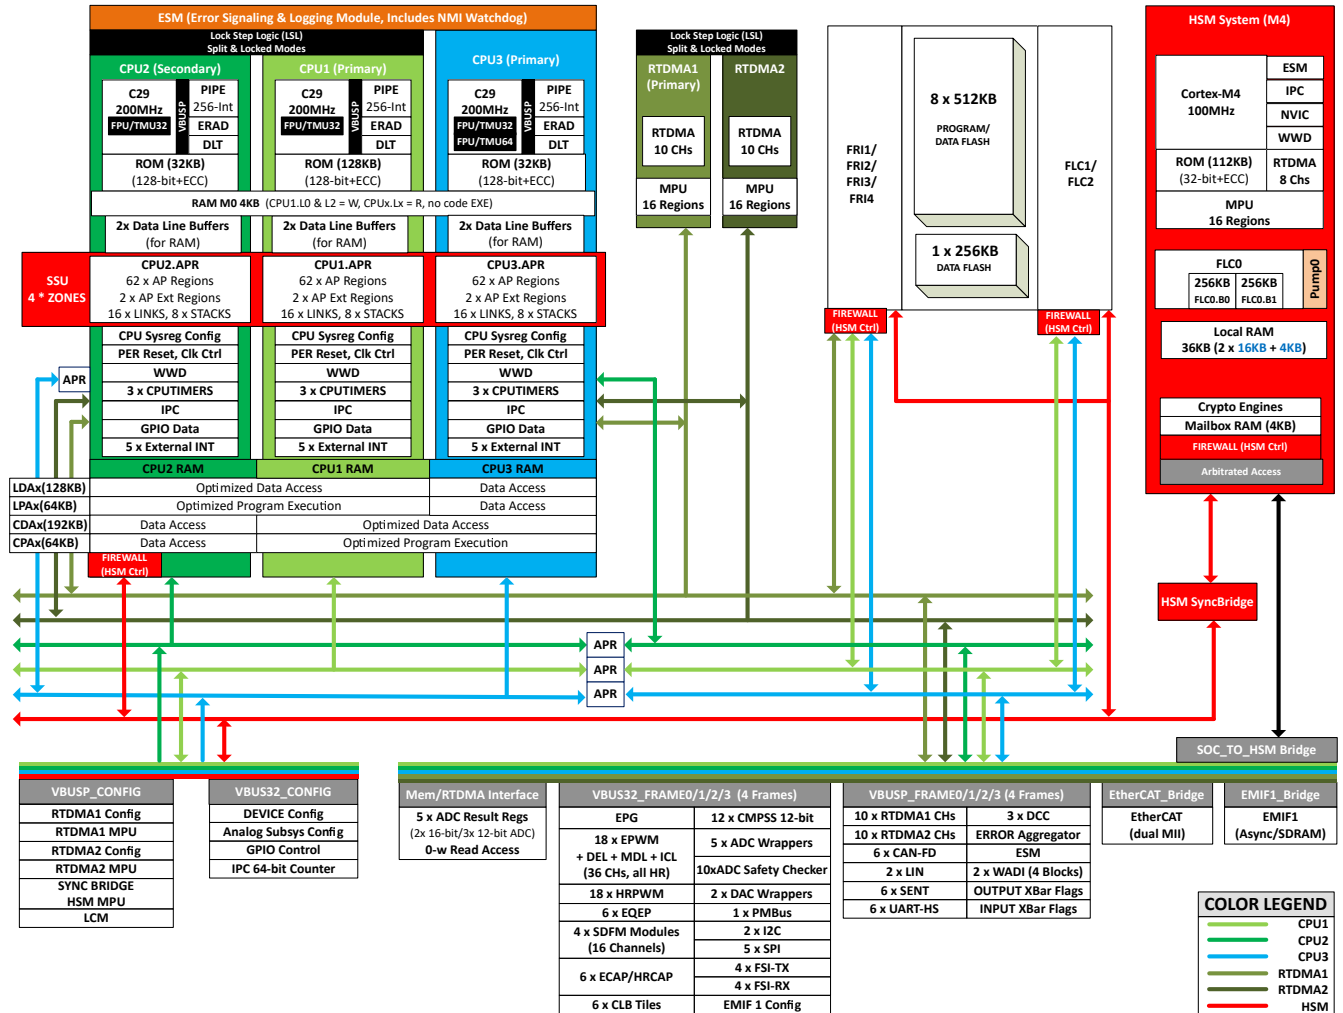 ESM (Error Signaling & Logging Module, Includes NMI Watchdog)
Lock Step Logic (LSL)
Split & Locked Modes
CPU2 (Secondary)
C29
200MHz
FPU/TMU32
VBUSP
PIPE
256-Int
ERAD
DLT
ROM (32KB)
(128-bit+ECC)
CPU1 (Primary)
C29
200MHz
FPU/TMU32
VBUSP
PIPE
256-Int
ERAD
DLT
ROM (128KB)
(128-bit+ECC)
CPU3 (Primary)
C29
200MHz
FPU/TMU32
FPU/TMU64
VBUSP
PIPE
256-Int
ERAD
DLT
ROM (32KB)
(128-bit+ECC)
RAM M0 4KB (CPU1.L0 & L2 = W, CPUx.Lx = R, no code EXE)
2x Data Line Buffers
(for RAM)
2x Data Line Buffers
(for RAM)
2x Data Line Buffers
(for RAM)
SSU
4 * ZONES
CPU2.APR
62 x AP Regions
2 x AP Ext Regions
16 x LINKS, 8 x STACKS
CPU1.APR
62 x AP Regions
2 x AP Ext Regions
16 x LINKS, 8 x STACKS
CPU3.APR
62 x AP Regions
2 x AP Ext Regions
16 x LINKS, 8 x STACKS
CPU Sysreg Config
PER Reset, Clk Ctrl
WWD
3 x CPUTIMERS
IPC
GPIO Data
5 x External INT
CPU Sysreg Config
PER Reset, Clk Ctrl
WWD
3 x CPUTIMERS
IPC
GPIO Data
5 x External INT
CPU Sysreg Config
PER Reset, Clk Ctrl
WWD
3 x CPUTIMERS
IPC
GPIO Data
5 x External INT
APR
CPU2 RAM
CPU1 RAM
CPU3 RAM
LDAx(128KB)
Optimized Data Access
Data Access
LPAx(64KB)
Optimized Program Execution
Data Access
CDAx(192KB)
Data Access
Optimized Data Access
CPAx(64KB)
Data Access
Optimized Program Execution
FIREWALL
(HSM Ctrl)
Lock Step Logic (LSL)
Split & Locked Modes
RTDMA1
(Primary)
RTDMA
10 CHs
MPU
16 Regions
RTDMA2
RTDMA
10 CHs
MPU
16 Regions
FRI1/
FRI2/
FRI3/
FRI4
8 x 512KB
PROGRAM/
DATA FLASH
1 x 256KB
DATA FLASH
FLC1/
FLC2
FIREWALL
(HSM Ctrl)
FIREWALL
(HSM Ctrl)
HSM System (M4)
Cortex-M4
100MHz
ESM
IPC
NVIC
WWD
ROM (112KB)
(32-bit+ECC)
RTDMA
8 Chs
MPU
16 Regions
FLC0
256KB
FLC0.B0
256KB
FLC0.B1
Pump0
Local RAM
36KB (2 x 16KB + 4KB)
Crypto Engines
Mailbox RAM (4KB)
FIREWALL (HSM Ctrl)
Arbitrated Access
HSM SyncBridge
APR
APR
APR
SOC_TO_HSM Bridge
VBUSP_CONFIG
RTDMA1 Config
RTDMA1 MPU
RTDMA2 Config
RTDMA2 MPU
SYNC BRIDGE
HSM MPU
LCM
VBUS32_CONFIG
DEVICE Config
Analog Subsys Config
GPIO Control
IPC 64-bit Counter
Mem/RTDMA Interface
5 x ADC Result Regs
(2x 16-bit/3x 12-bit ADC)
0-w Read Access
VBUS32_FRAME0/1/2/3 (4 Frames)
EPG
18 x EPWM
+ DEL + MDL + ICL
(36 CHs, all HR)
18 x HRPWM
6 x EQEP
4 x SDFM Modules
(16 Channels)
6 x ECAP/HRCAP
6 x CLB Tiles
12 x CMPSS 12-bit
5 x ADC Wrappers
10xADC Safety Checker
2 x DAC Wrappers
1 x PMBus
2 x I2C
5 x SPI
4 x FSI-TX
4 x FSI-RX
EMIF 1 Config
VBUSP_FRAME0/1/2/3 (4 Frames)
10 x RTDMA1 CHs
10 x RTDMA2 CHs
6 x CAN-FD
2 x LIN
6 x SENT
6 x UART-HS
3 x DCC
ERROR Aggregator
ESM
2 x WADI (4 Blocks)
OUTPUT XBar Flags
INPUT XBar Flags
EtherCAT_Bridge
EtherCAT
(dual MII)
EMIF1_Bridge
EMIF1
(Async/SDRAM)
COLOR LEGEND
CPU1
CPU2
CPU3
RTDMA1
RTDMA2
HSM